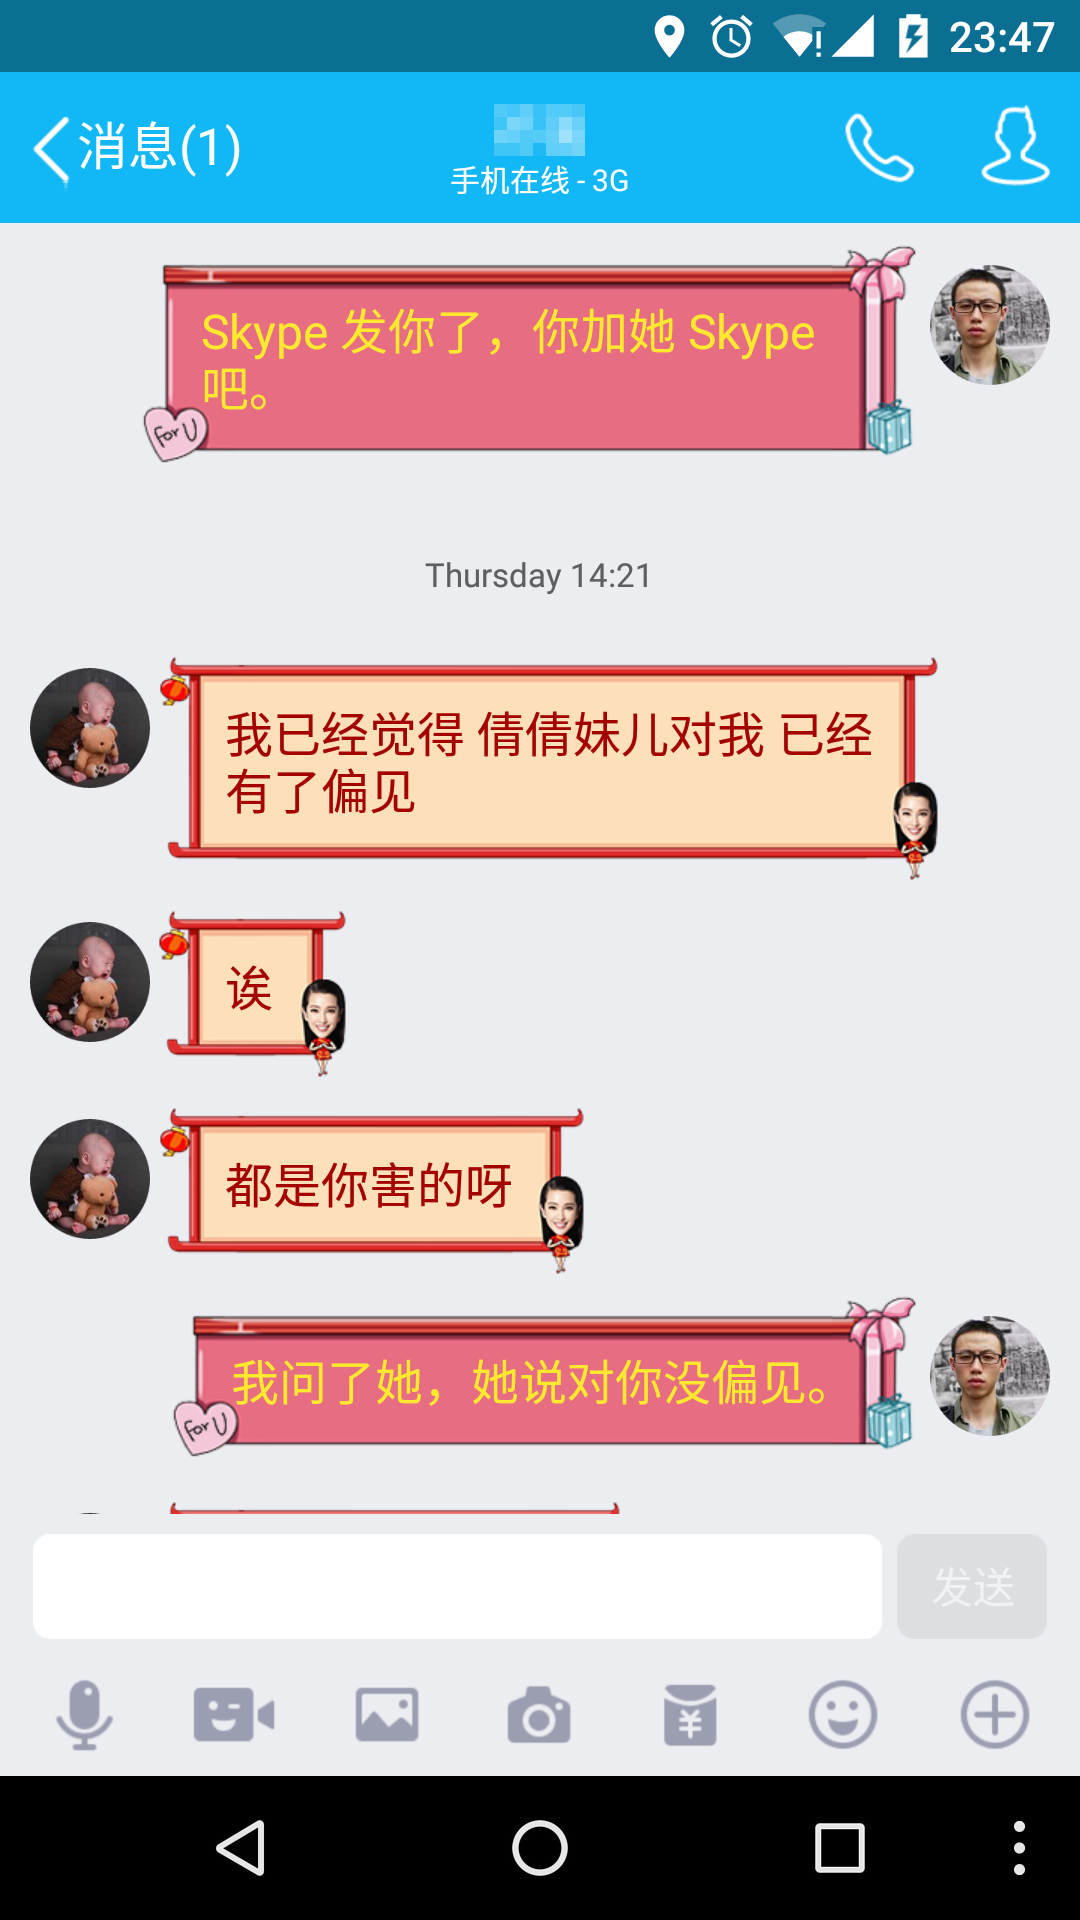 23:47
消息(1)
手机在线 - 3G
Skype 发你了，你加她 Skype
吧。
for U
Thursday 14:21
我已经觉得 倩倩妹儿对我 已经
有了偏见
诶
都是你害的呀
我问了她，她说对你没偏见。
for U
发送
¥